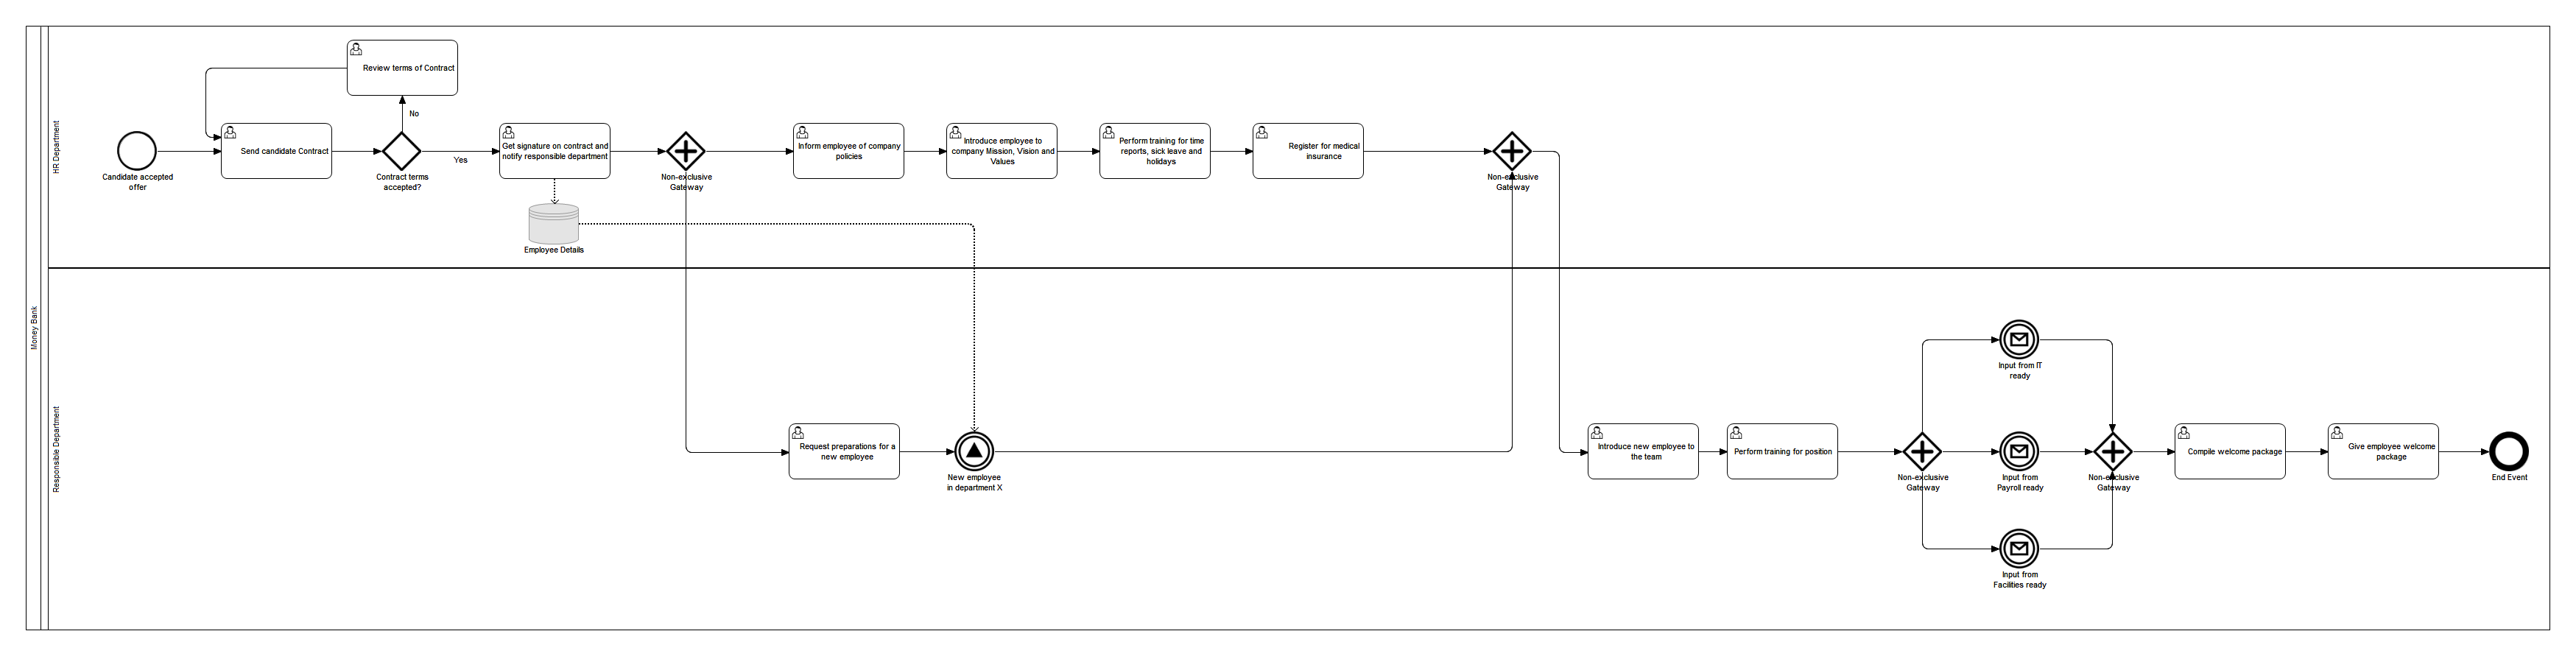 Money Bank
HR Department
Review terms of Contract
No
Candidate accepted
offer
Send candidate Contract
Contract terms
accepted?
Yes
Get signature on contract and
notify responsible department
Employee Details
Non-exclusive
Gateway
Inform employee of company
policies
Introduce employee to
company Mission, Vision and
Values
Perform training for time
reports, sick leave and
holidays
Register for medical
insurance
Non-exclusive
Gateway
Responsible Department
Request preparations for a
new employee
New employee
in department X
Introduce new employee to
the team
Perform training for position
Non-exclusive
Gateway
Input from IT
ready
Input from
Payroll ready
Input from
Facilities ready
Non-exclusive
Gateway
Compile welcome package
Give employee welcome
package
End Event